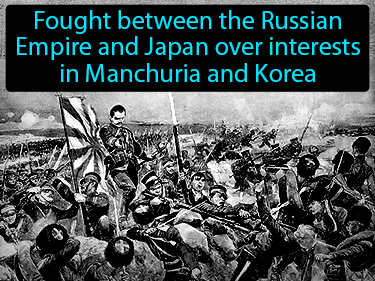 Fought between the Russian
Empire and Japan over interests
in Manchuria and Korea